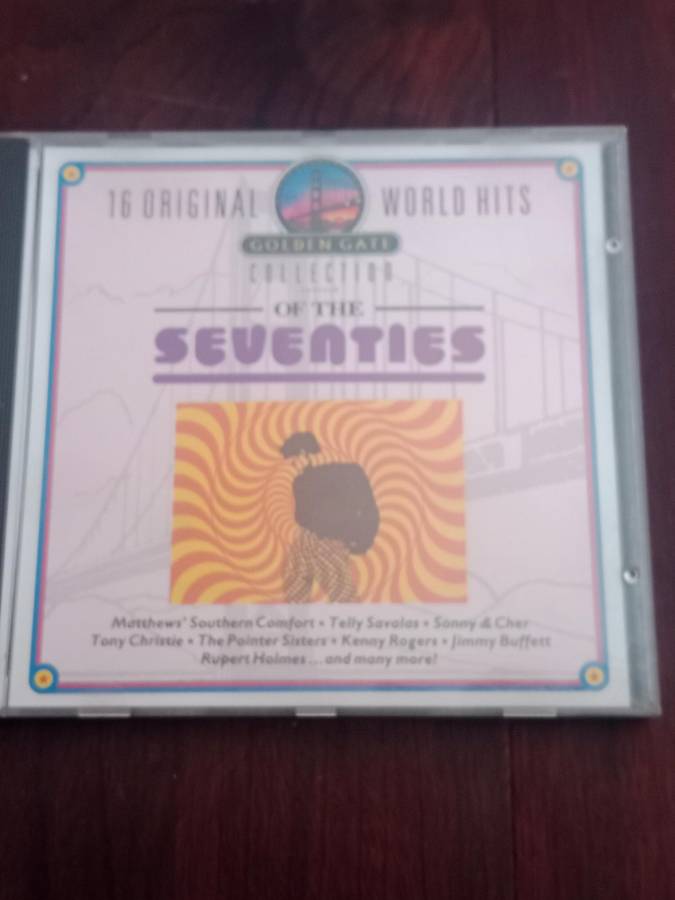 16 ORIGINAL WORLD HITS
GOLDEN GATE
COLLECTION
OF THE
SEVENTIES
Matthews' Southern Comfort • Telly Savalas • Sonny & Cher
Tony Christie • The Pointer Sisters • Kenny Rogers • Jimmy Buffett
Rupert Holmes...and many more!